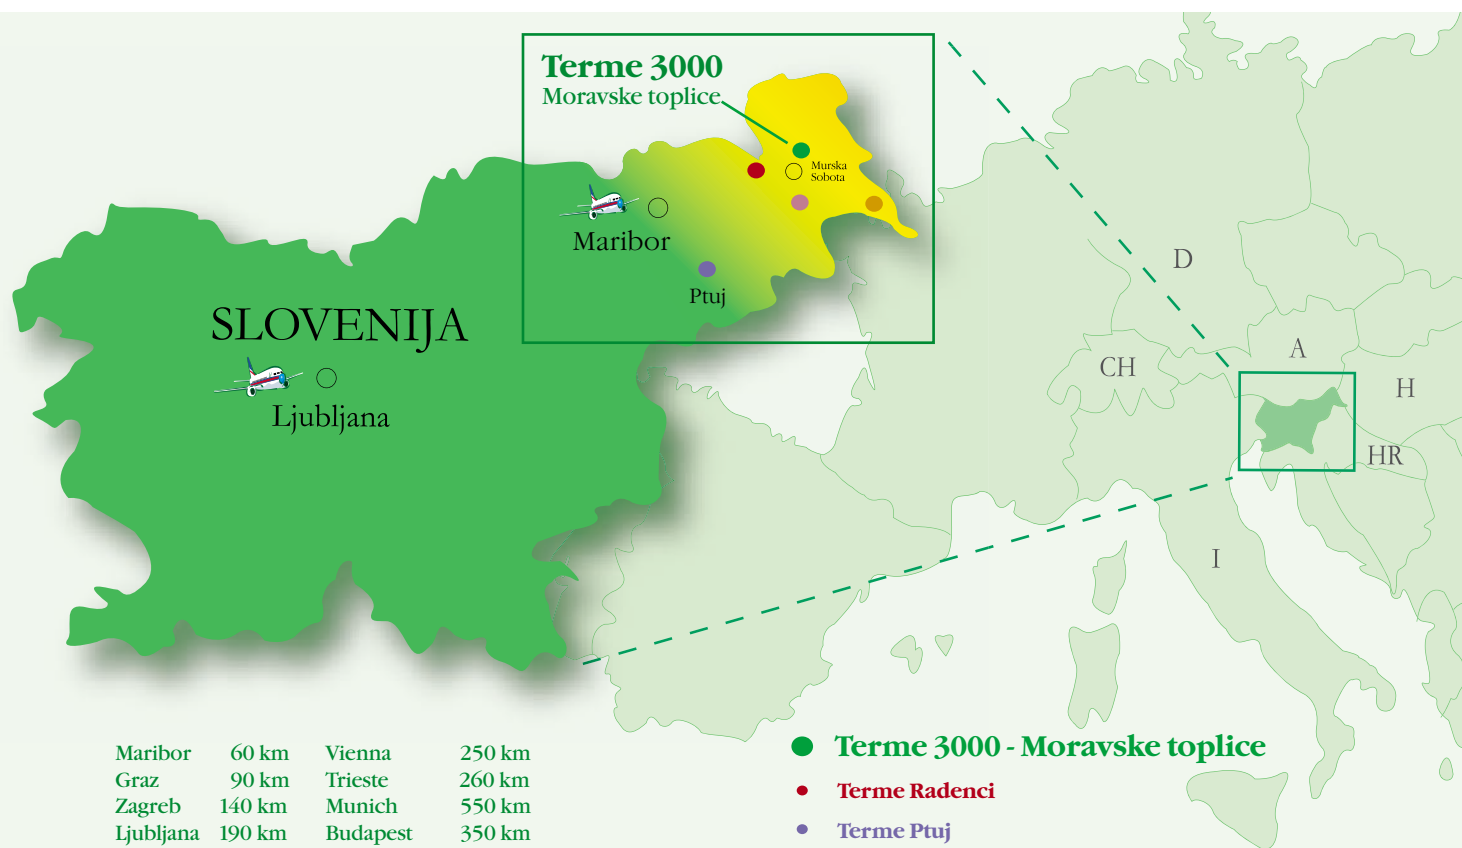 Terme 3000
Moravske toplice
Murska
Sobota
Maribor
Ptuj
SLOVENIJA
Ljubljana
D
A
CH
H
HR
I
Maribor 60 km Vienna 250 km
Graz 90 km Trieste 260 km
Zagreb 140 km Munich 550 km
Ljubljana 190 km Budapest 350 km
Terme 3000 - Moravske toplice
Terme Radenci
Terme Ptuj